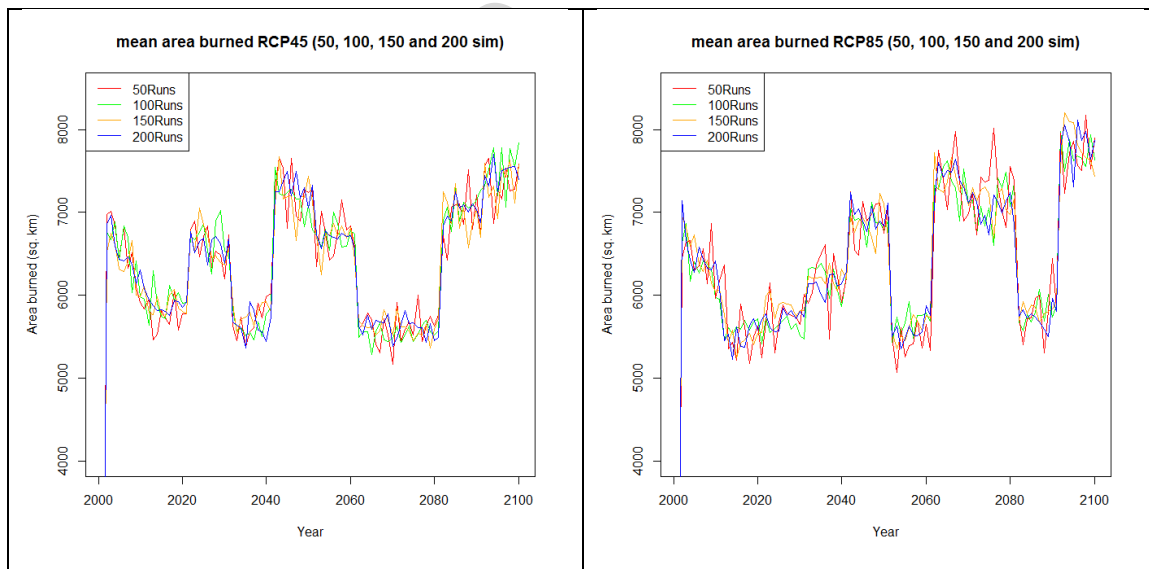 mean area burned RCP45 (50, 100, 150 and 200 sim)
50Runs
100Runs
150Runs
200Runs
Area burned (sq. km)
8000
7000
6000
5000
4000
2000 2020 2040 2060 2080 2100
Year
mean area burned RCP85 (50, 100, 150 and 200 sim)
50Runs
100Runs
150Runs
200Runs
Area burned (sq. km)
8000
7000
6000
5000
4000
2000 2020 2040 2060 2080 2100
Year